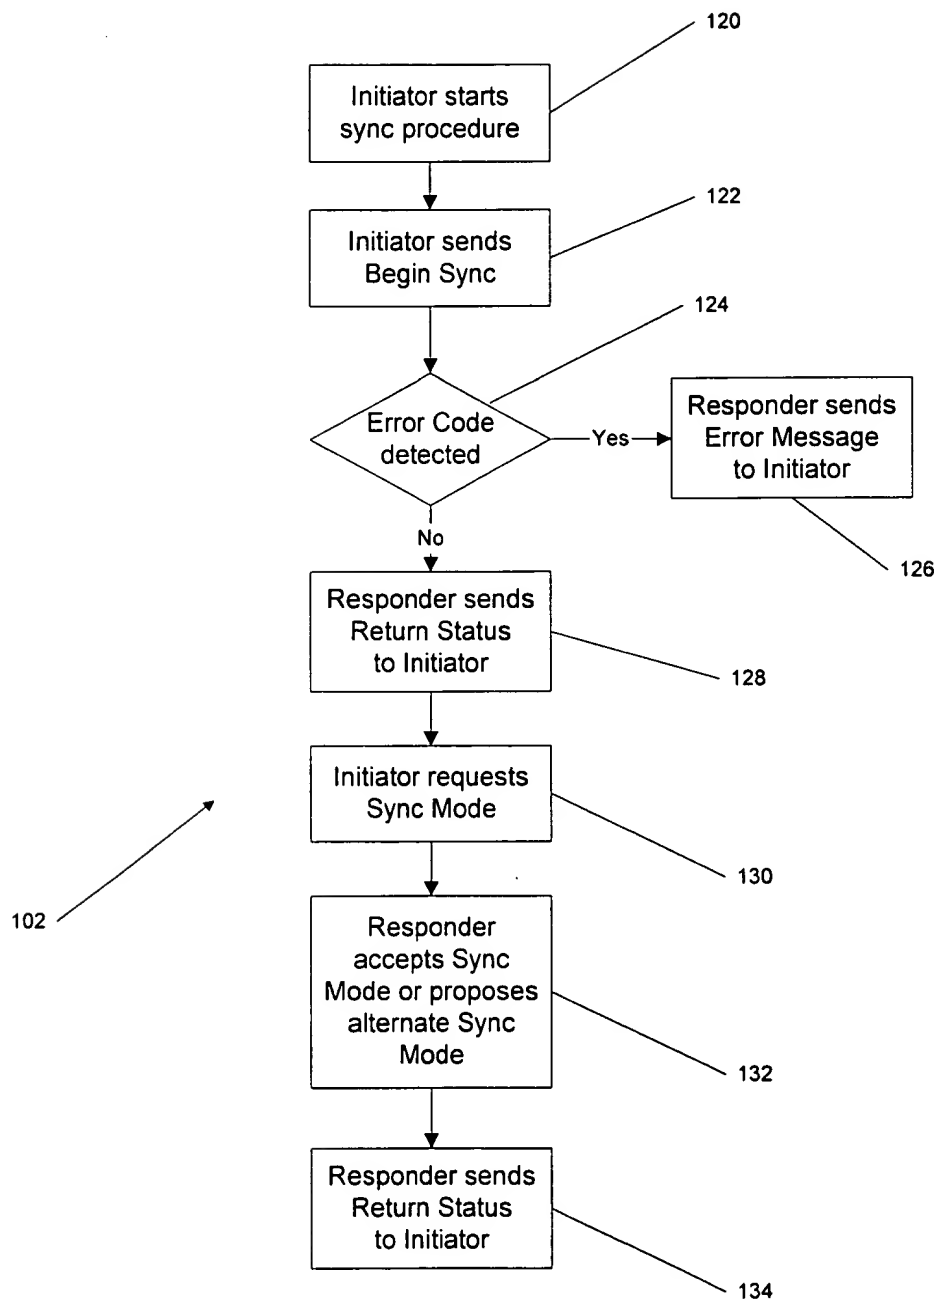 120
Initiator starts
sync procedure
122
Initiator sends
Begin Sync
124
Error Code
detected
Yes
Responder sends
Error Message
to Initiator
126
No
Responder sends
Return Status
to Initiator
128
Initiator requests
Sync Mode
130
102
Responder
accepts Sync
Mode or proposes
alternate Sync
Mode
132
Responder sends
Return Status
to Initiator
134